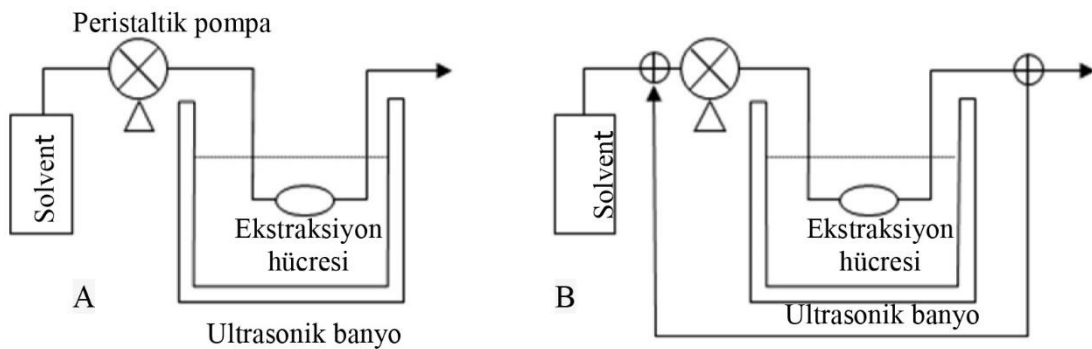 Peristaltik pompa
Solvent
Ekstraksiyon
hücresi
A
Ultrasonik banyo
Solvent
Ekstraksiyon
hücresi
B
Ultrasonik banyo